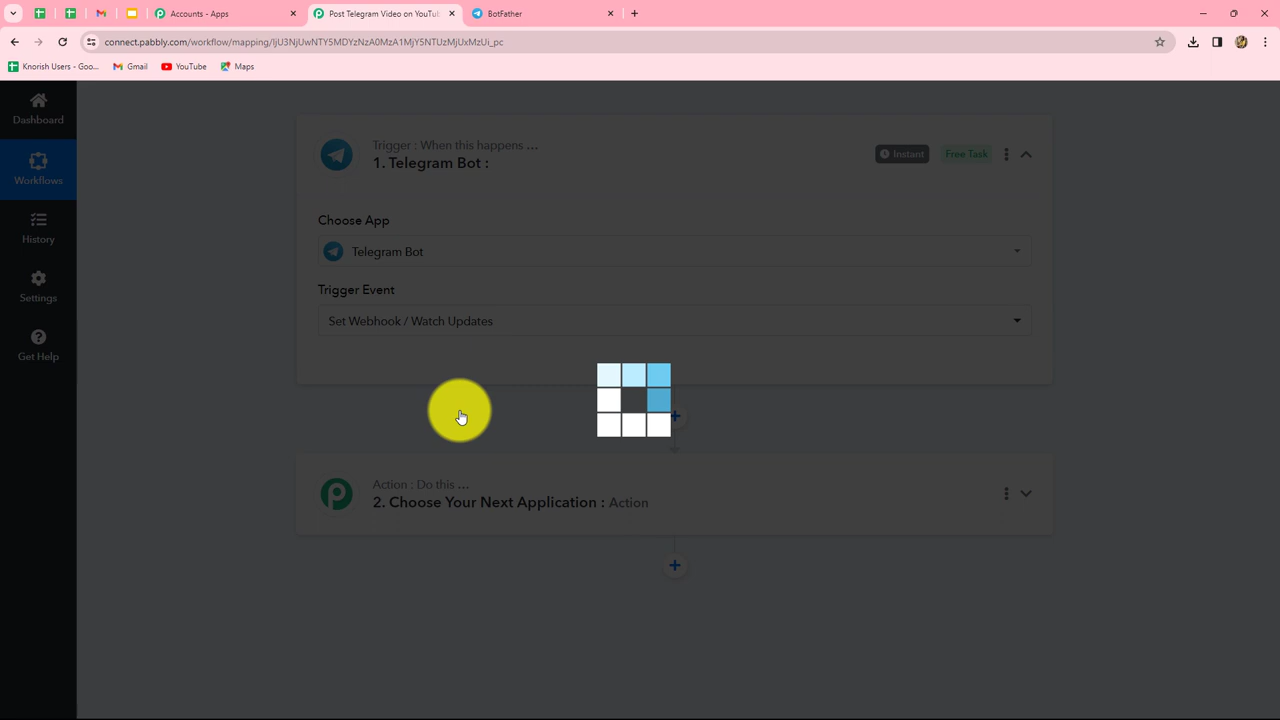 Accounts - Apps
Post Telegram Video on YouTu
BotFather
connect.pabbly.com/workflow/mapping/IjU3NjUwNTY5MDYzNzA0MzA1MjY5NTUzMjUxMzUi_pc
Knorish Users - Goo...
Gmail
YouTube
Maps
Dashboard
Workflows
History
Settings
Get Help
Trigger : When this happens ...
1. Telegram Bot :
Instant
Free Task
Choose App
Telegram Bot
Trigger Event
Set Webhook / Watch Updates
Action : Do this ...
2. Choose Your Next Application : Action